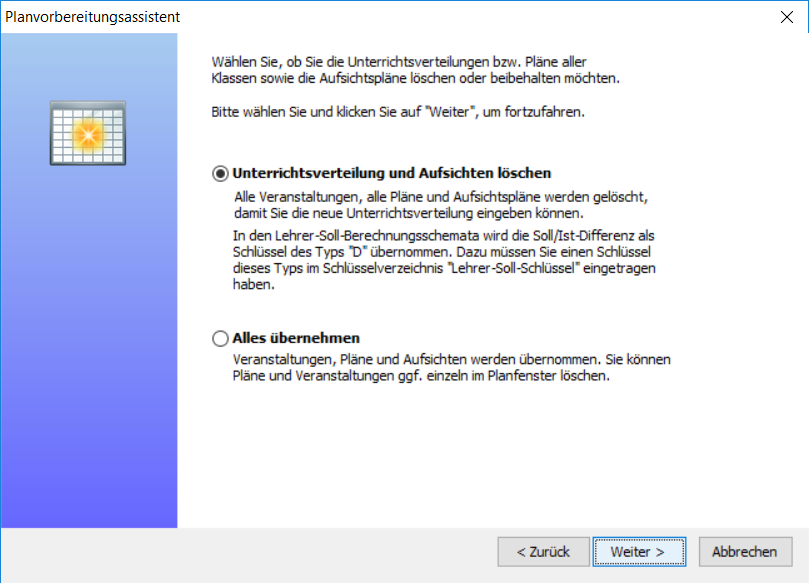 Planvorbereitungsassistent
Wählen Sie, ob Sie die Unterrichtsverteilungen bzw. Pläne aller
Klassen sowie die Aufsichtspläne löschen oder beibehalten möchten.
Bitte wählen Sie und klicken Sie auf "Weiter", um fortzufahren.
Unterrichtsverteilung und Aufsichten löschen
Alle Veranstaltungen, alle Pläne und Aufsichtspläne werden gelöscht,
damit Sie die neue Unterrichtsverteilung eingeben können.
In den Lehrer-Soll-Berechnungsschemata wird die Soll/Ist-Differenz als
Schlüssel des Typs "D" übernommen. Dazu müssen Sie einen Schlüssel
dieses Typs im Schlüsselverzeichnis "Lehrer-Soll-Schlüssel" eingetragen
haben.
Alles übernehmen
Veranstaltungen, Pläne und Aufsichten werden übernommen. Sie können
Pläne und Veranstaltungen ggf. einzeln im Planfenster löschen.
< Zurück
Weiter >
Abbrechen